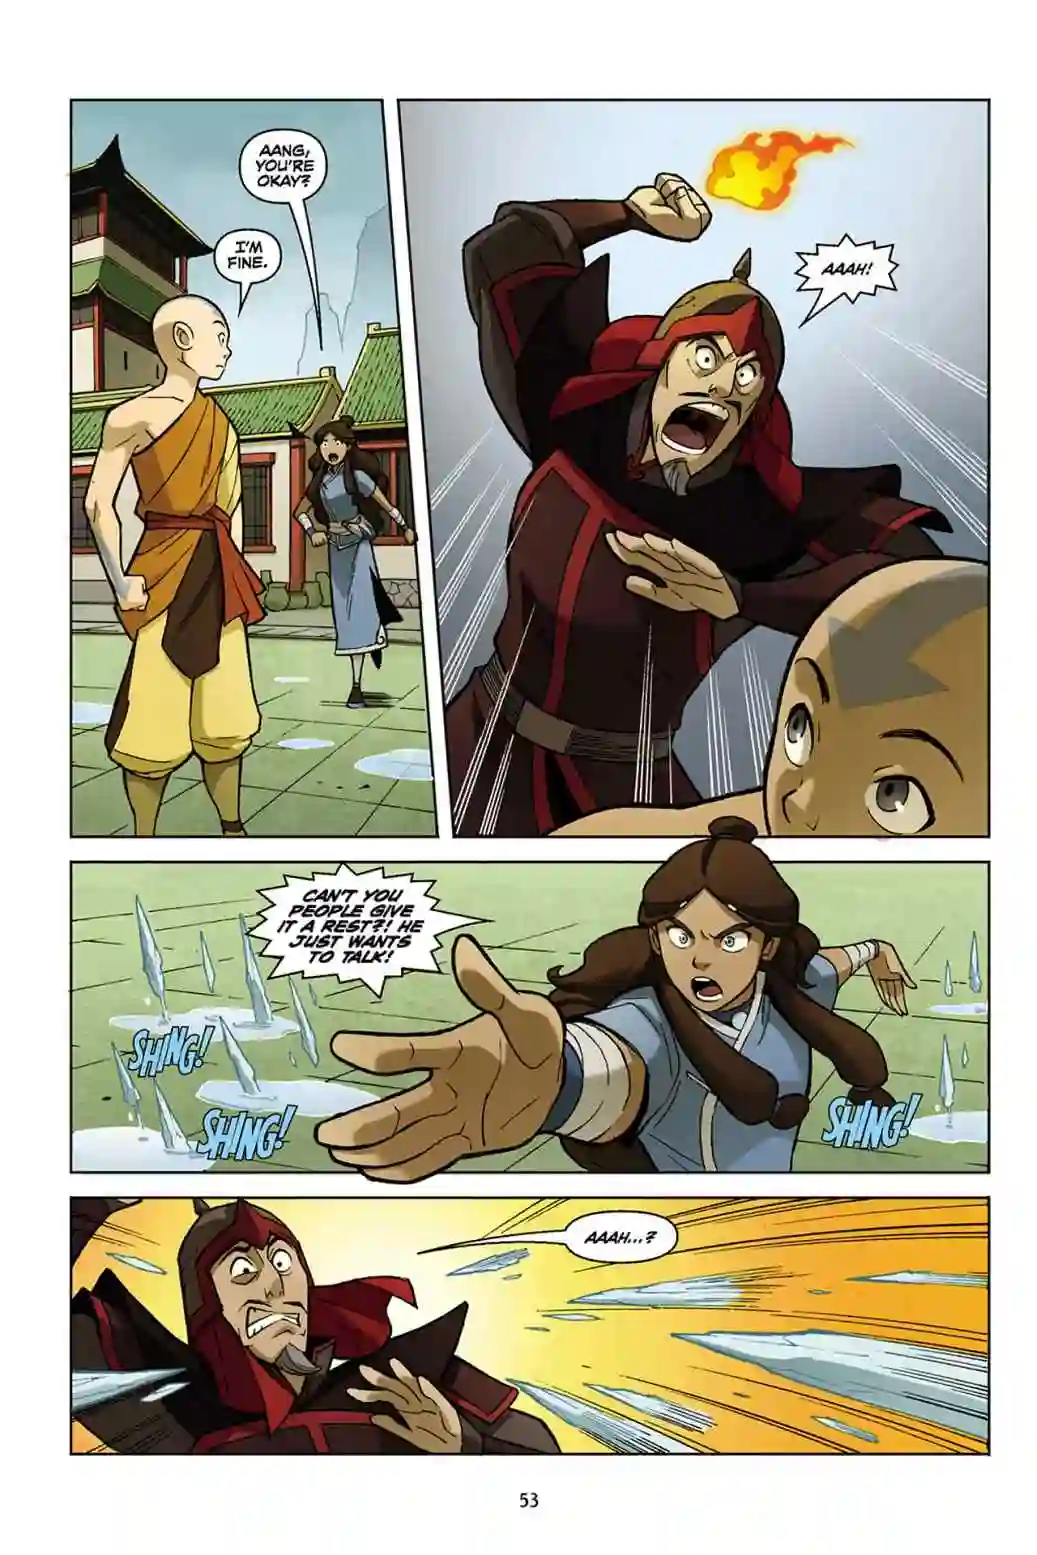 AANG,
YOU'RE
OKAY?
I'M
FINE.
AAAH!
CAN'T YOU
PEOPLE GIVE
IT A REST?! HE
JUST WANTS
TO TALK!
SHING!
SHING!
SHING!
AAAH...?
53